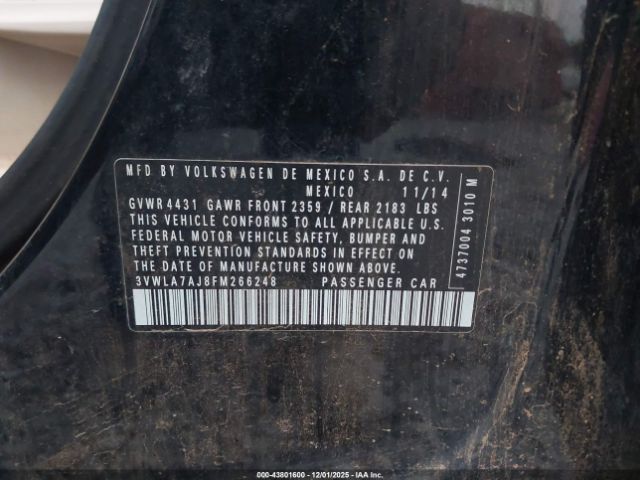 MFD BY VOLKSWAGEN DE MEXICO S.A. DE C.V.
MEXICO 11/14
GVWR 4431 GAWR FRONT 2359 / REAR 2183 LBS
THIS VEHICLE CONFORMS TO ALL APPLICABLE U.S.
FEDERAL MOTOR VEHICLE SAFETY, BUMPER AND
THEFT PREVENTION STANDARDS IN EFFECT ON
THE DATE OF MANUFACTURE SHOWN ABOVE.
3VWLA7AJ8FM266248 PASSENGER CAR
4737004 3010 M
000-43801600 - 12/01/2025 - IAA Inc.